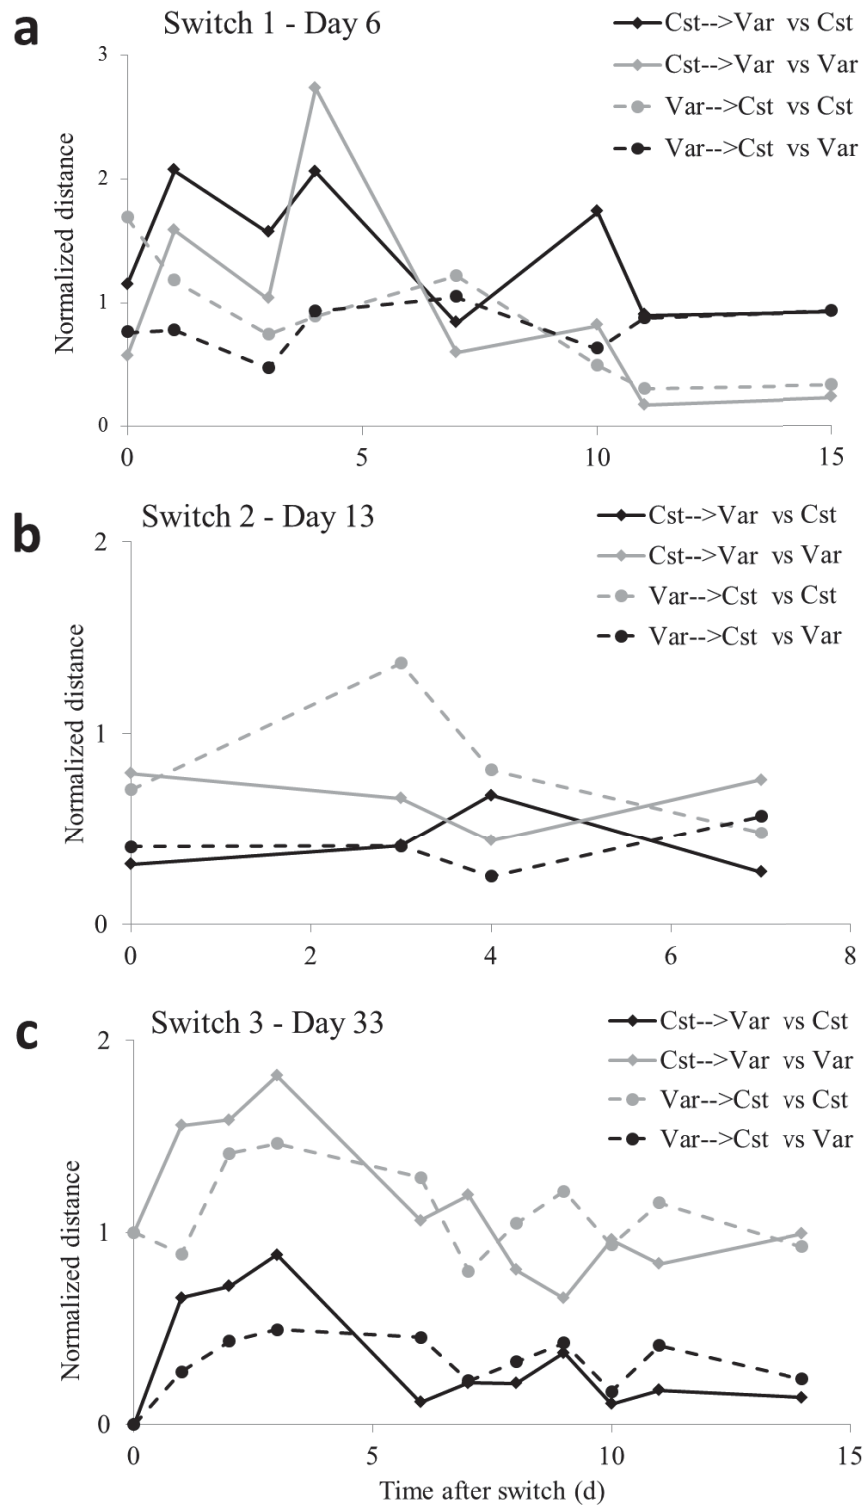 a
Switch 1 - Day 6
Cst-->Var vs Cst
Cst-->Var vs Var
Var-->Cst vs Cst
Var-->Cst vs Var
Normalized distance
3
2
1
0
0 5 10 15
b
Switch 2 - Day 13
Cst-->Var vs Cst
Cst-->Var vs Var
Var-->Cst vs Cst
Var-->Cst vs Var
Normalized distance
2
1
0
0 2 4 6 8
c
Switch 3 - Day 33
Cst-->Var vs Cst
Cst-->Var vs Var
Var-->Cst vs Cst
Var-->Cst vs Var
Normalized distance
2
1
0
0 5 10 15
Time after switch (d)